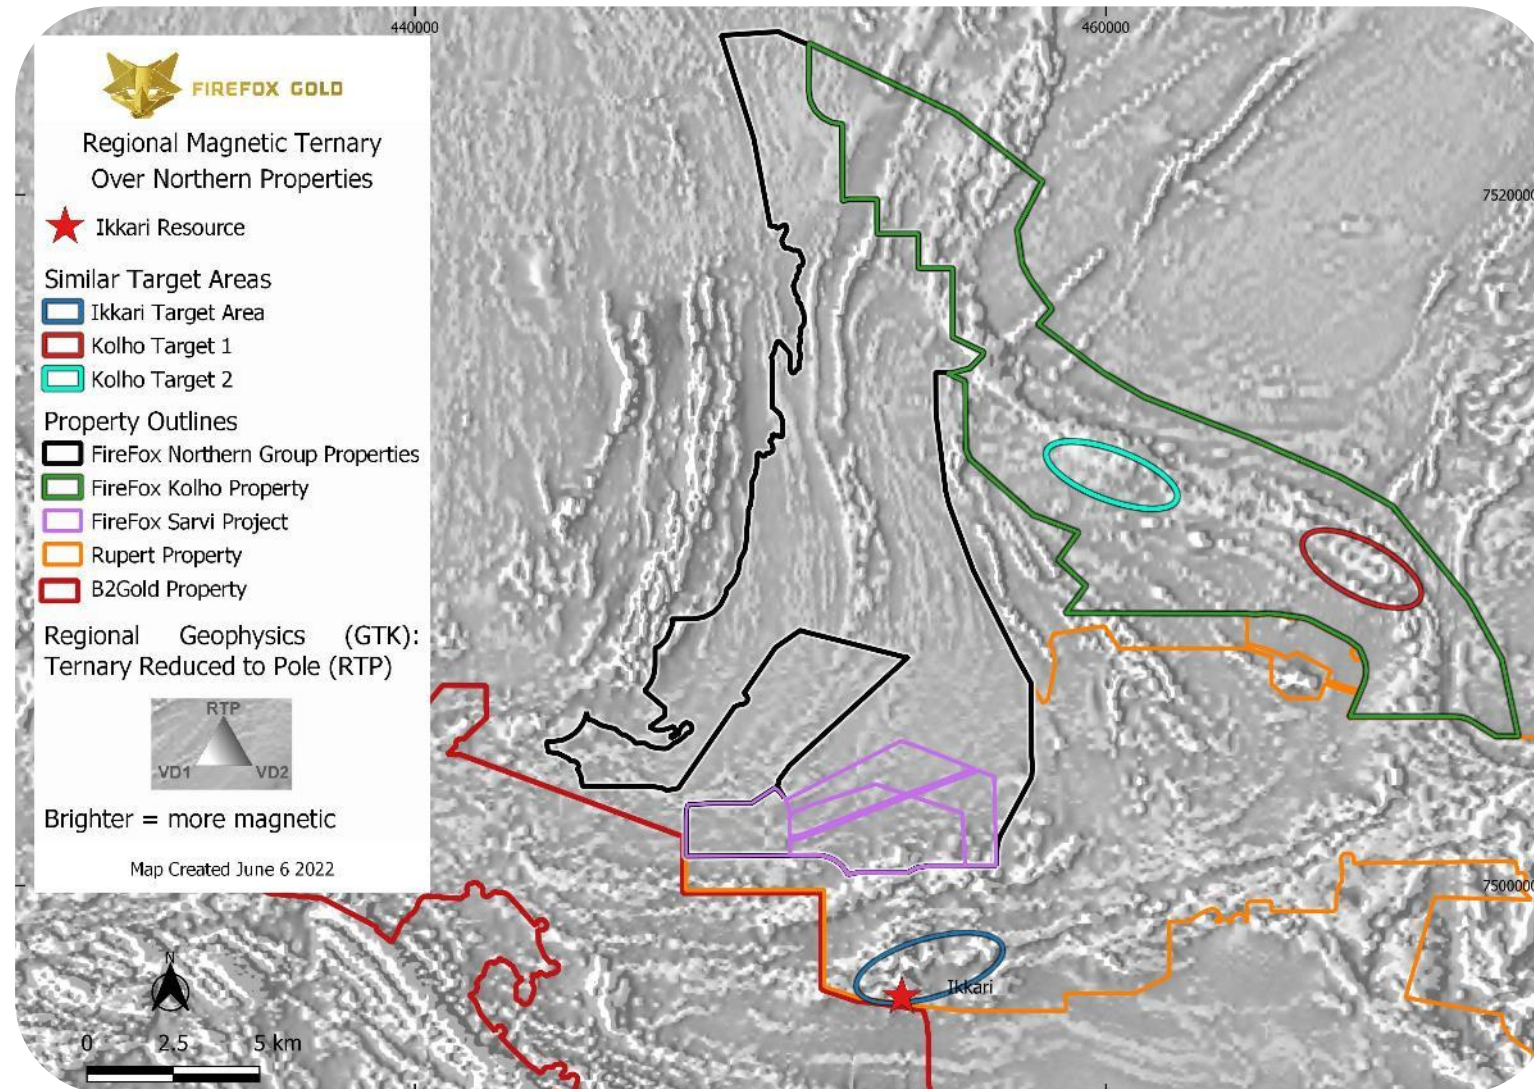 440000
460000
FIREFOX GOLD
Regional Magnetic Ternary
Over Northern Properties
7520000
Ikkari Resource
Similar Target Areas
Ikkari Target Area
Kolho Target 1
Kolho Target 2
Property Outlines
FireFox Northern Group Properties
FireFox Kolho Property
FireFox Sarvi Project
Rupert Property
B2Gold Property
Regional Geophysics (GTK):
Ternary Reduced to Pole (RTP)
RTP
VD1 VD2
Brighter = more magnetic
Map Created June 6 2022
7500000
N
Ikkari
0 2.5 5 km